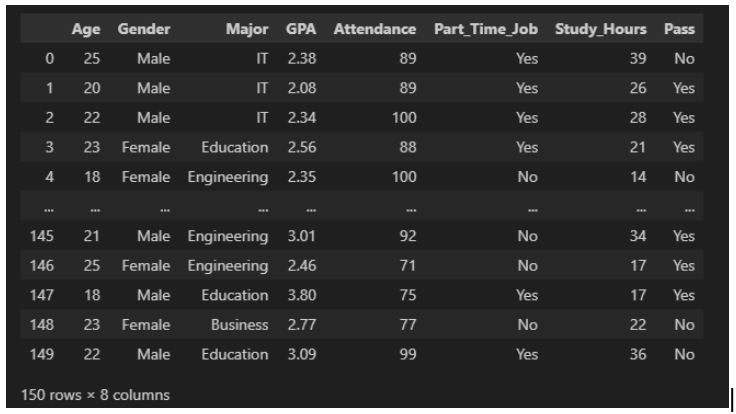 Age Gender Major GPA Attendance Part_Time_Job Study_Hours Pass
0 25 Male IT 2.38 89 Yes 39 No
1 20 Male IT 2.08 89 Yes 26 Yes
2 22 Male IT 2.34 100 Yes 28 Yes
3 23 Female Education 2.56 88 Yes 21 Yes
4 18 Female Engineering 2.35 100 No 14 No
... ... ... ... ... ... ... ... ...
145 21 Male Engineering 3.01 92 No 34 Yes
146 25 Female Engineering 2.46 71 No 17 Yes
147 18 Male Education 3.80 75 Yes 17 Yes
148 23 Female Business 2.77 77 No 22 No
149 22 Male Education 3.09 99 Yes 36 No
150 rows × 8 columns